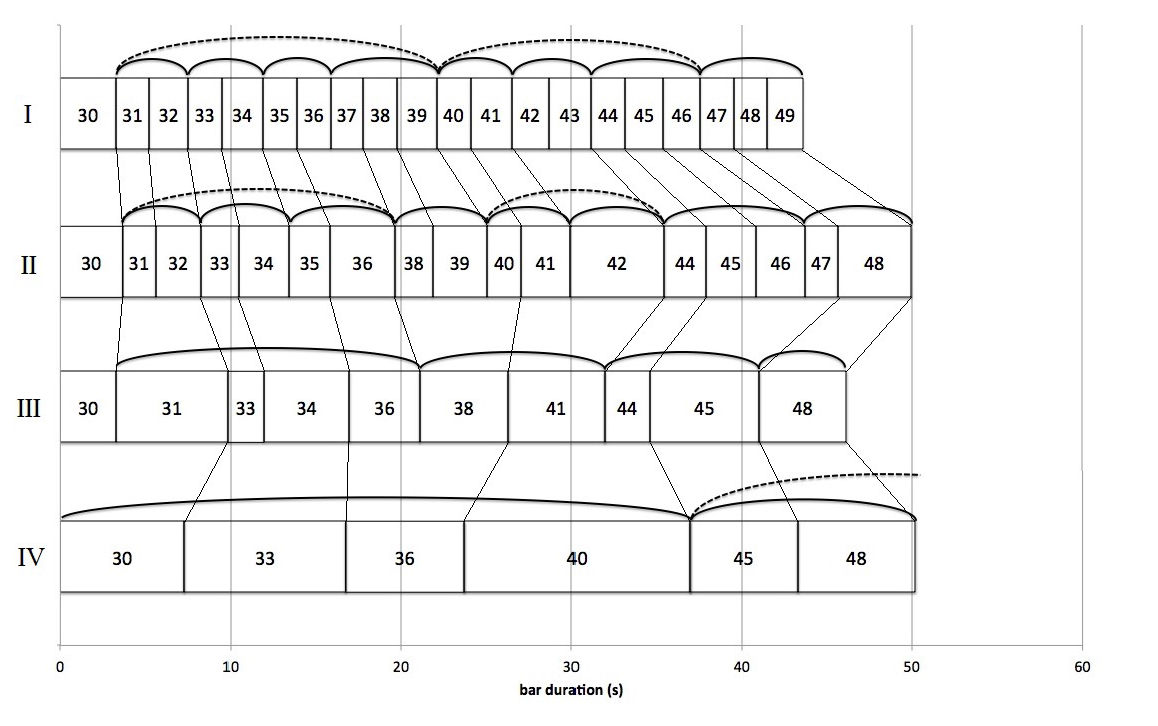 I 30 31 32 33 34 35 36 37 38 39 40 41 42 43 44 45 46 47 48 49
II 30 31 32 33 34 35 36 38 39 40 41 42 44 45 46 47 48
III 30 31 33 34 36 38 41 44 45 48
IV 30 33 36 40 45 48
0 10 20 30 40 50 60
bar duration (s)